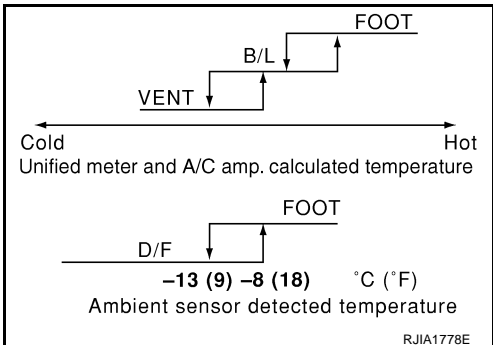 FOOT
B/L
VENT
Cold Hot
Unified meter and A/C amp. calculated temperature
FOOT
D/F
–13 (9) –8 (18) ˚C (˚F)
Ambient sensor detected temperature
RJIA1778E